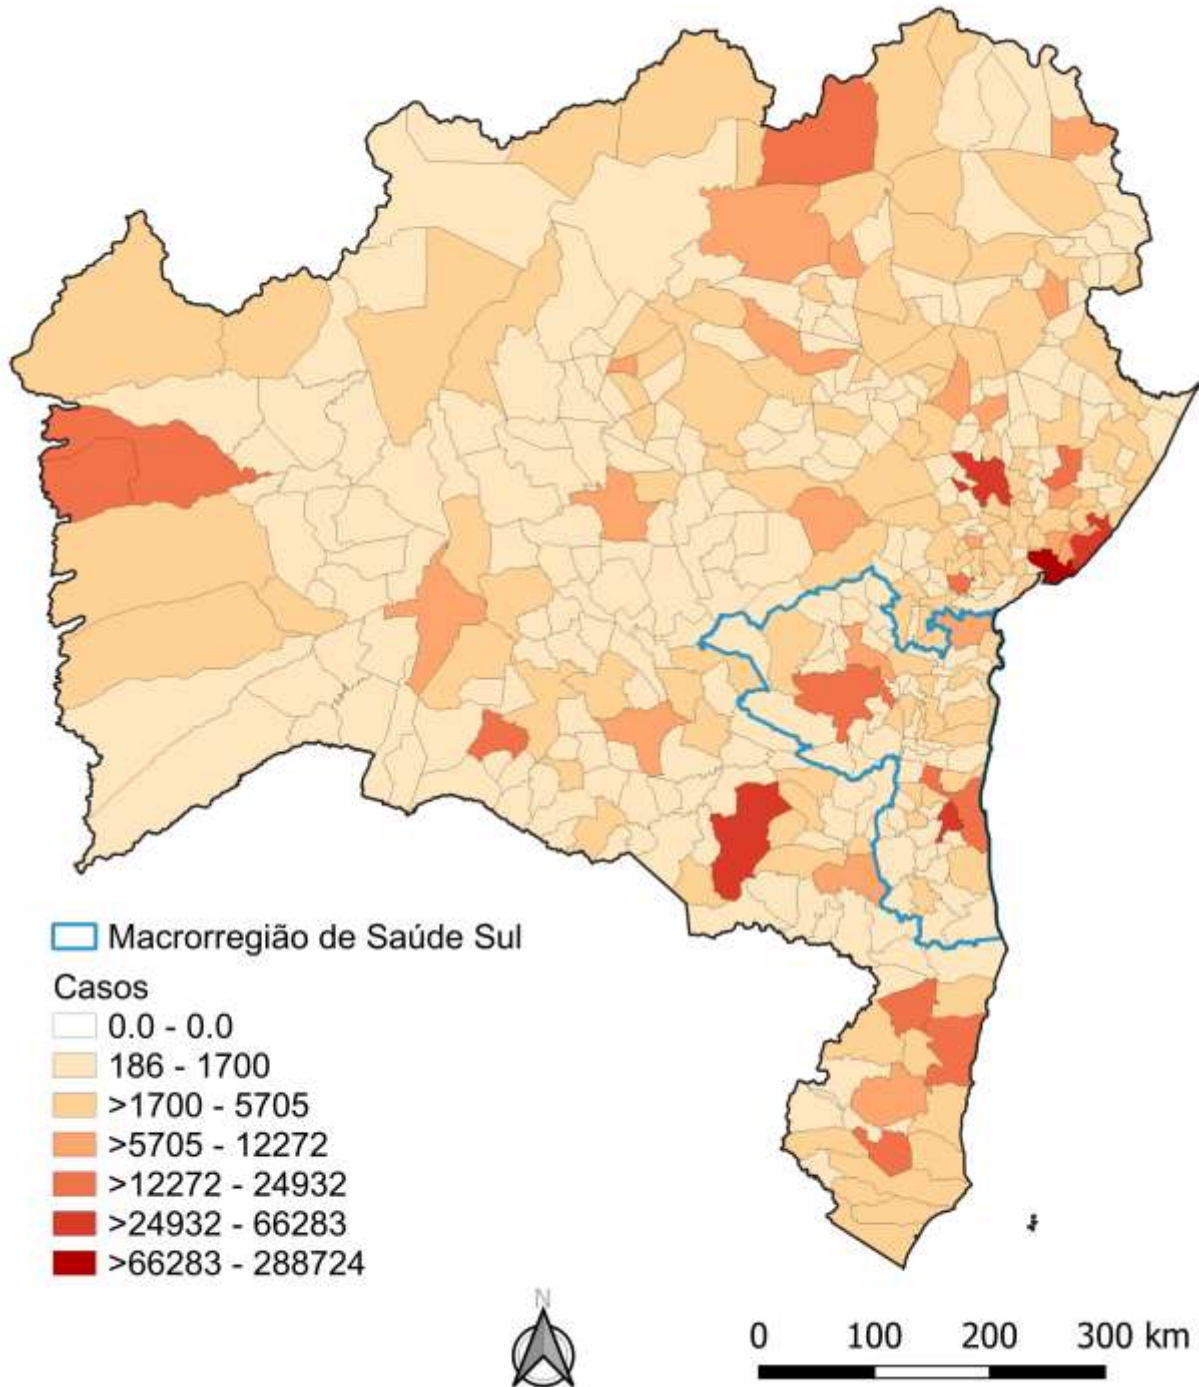 Macrorregião de Saúde Sul
Casos
0.0 - 0.0
186 - 1700
>1700 - 5705
>5705 - 12272
>12272 - 24932
>24932 - 66283
>66283 - 288724
N
0 100 200 300 km